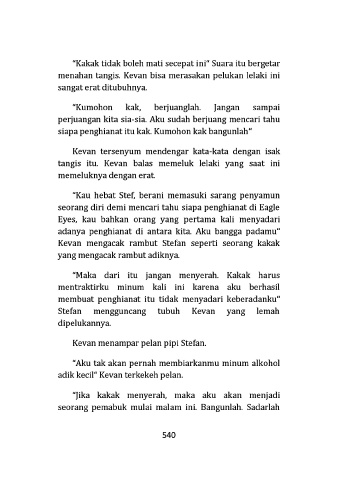 “Kakak tidak boleh mati secepat ini” Suara itu bergetar
menahan tangis. Kevan bisa merasakan pelukan lelaki ini
sangat erat ditubuhnya.
“Kumohon kak, berjuanglah. Jangan sampai
perjuangan kita sia-sia. Aku sudah berjuang mencari tahu
siapa penghianat itu kak. Kumohon kak bangunlah”
Kevan tersenyum mendengar kata-kata dengan isak
tangis itu. Kevan balas memeluk lelaki yang saat ini
memeluknya dengan erat.
“Kau hebat Stef, berani memasuki sarang penyamun
seorang diri demi mencari tahu siapa penghianat di Eagle
Eyes, kau bahkan orang yang pertama kali menyadari
adanya penghianat di antara kita. Aku bangga padamu”
Kevan mengacak rambut Stefan seperti seorang kakak
yang mengacak rambut adiknya.
“Maka dari itu jangan menyerah. Kakak harus
mentraktirku minum kali ini karena aku berhasil
membuat penghianat itu tidak menyadari keberadanku”
Stefan mengguncang tubuh Kevan yang lemah
dipelukannya.
Kevan menampar pelan pipi Stefan.
“Aku tak akan pernah membiarkanmu minum alkohol
adik kecil” Kevan terkekeh pelan.
“Jika kakak menyerah, maka aku akan menjadi
seorang pemabuk mulai malam ini. Bangunlah. Sadarlah
540